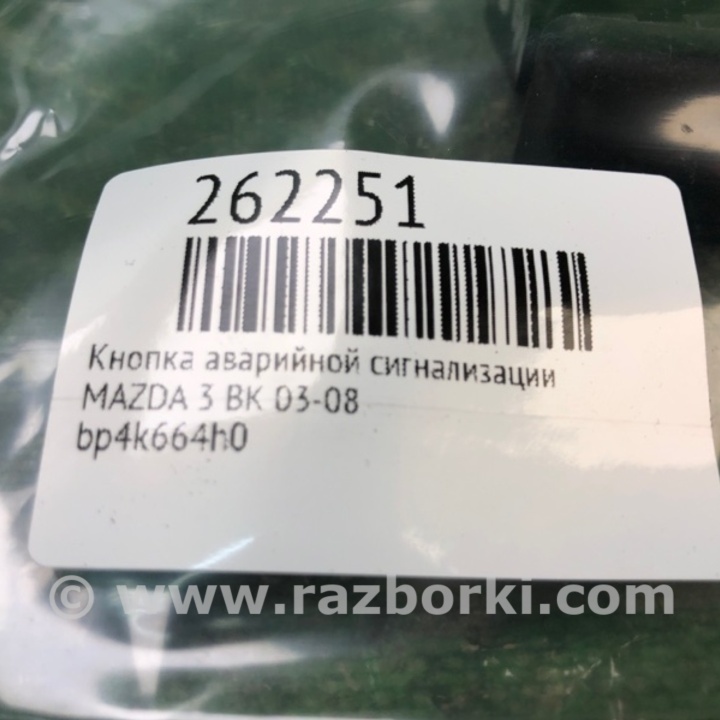 262251
Кнопка аварийной сигнализации
MAZDA 3 BK 03-08
bp4k664h0
© www.razborki.com